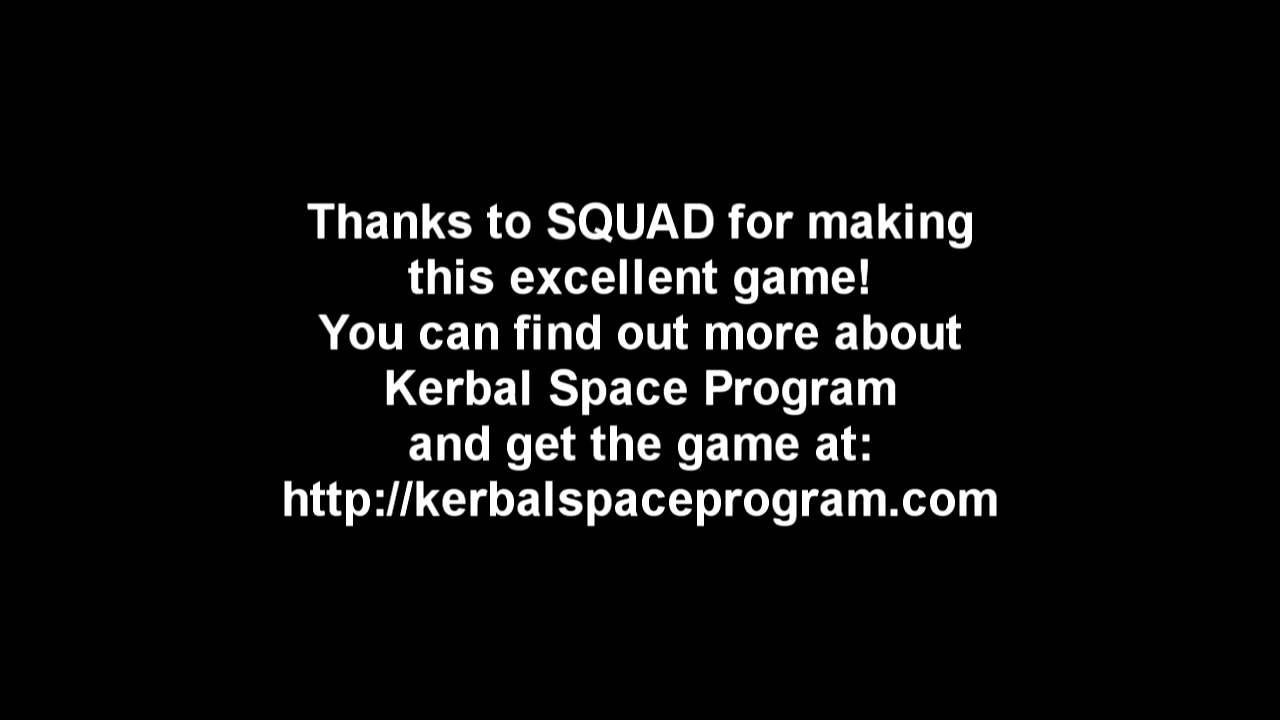 Thanks to SQUAD for making
this excellent game!
You can find out more about
Kerbal Space Program
and get the game at:
http://kerbalspaceprogram.com